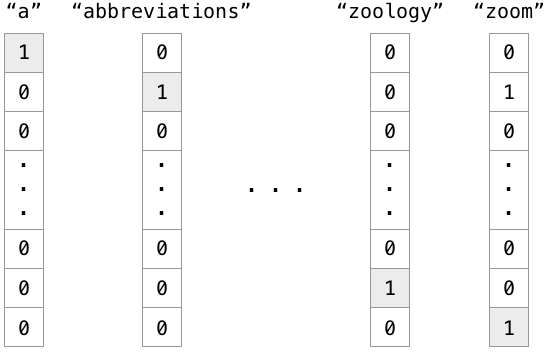 “a” “abbreviations” “zoology” “zoom”
1 0 0 0
0 1 0 1
0 0 0 0
. . . .
. . . . . . .
. . . .
0 0 0 0
0 0 1 0
0 0 0 1